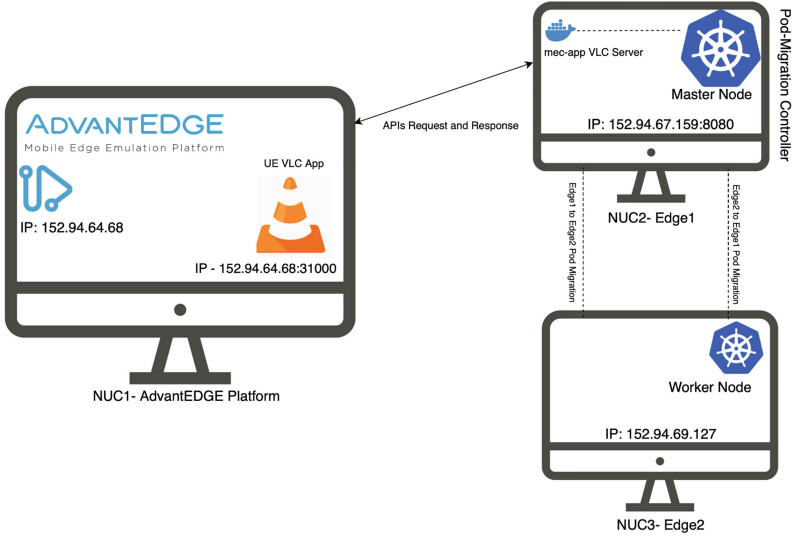 ADVANTEDGE
Mobile Edge Emulation Platform
IP: 152.94.64.68
UE VLC App
IP - 152.94.64.68:31000
NUC1- AdvantEDGE Platform
APIs Request and Response
mec-app VLC Server
Master Node
IP: 152.94.67.159:8080
NUC2- Edge1
Pod-Migration Controller
Edge1 to Edge2 Pod Migration
Edge2 to Edge1 Pod Migration
Worker Node
IP: 152.94.69.127
NUC3- Edge2